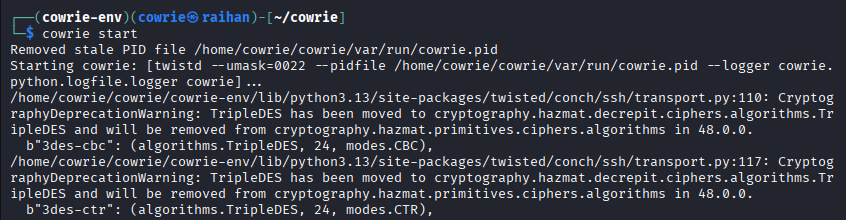 ┌──(cowrie-env)(cowrie㉿raihan)-[~/cowrie]
└─$ cowrie start
Removed stale PID file /home/cowrie/cowrie/var/run/cowrie.pid
Starting cowrie: [twistd --umask=0022 --pidfile /home/cowrie/cowrie/var/run/cowrie.pid --logger cowrie.
python.logfile.logger cowrie]...
/home/cowrie/cowrie/cowrie-env/lib/python3.13/site-packages/twisted/conch/ssh/transport.py:110: Cryptog
raphyDeprecationWarning: TripleDES has been moved to cryptography.hazmat.decrepit.ciphers.algorithms.Tr
ipleDES and will be removed from cryptography.hazmat.primitives.ciphers.algorithms in 48.0.0.
  b"3des-cbc": (algorithms.TripleDES, 24, modes.CBC),
/home/cowrie/cowrie/cowrie-env/lib/python3.13/site-packages/twisted/conch/ssh/transport.py:117: Cryptog
raphyDeprecationWarning: TripleDES has been moved to cryptography.hazmat.decrepit.ciphers.algorithms.Tr
ipleDES and will be removed from cryptography.hazmat.primitives.ciphers.algorithms in 48.0.0.
  b"3des-ctr": (algorithms.TripleDES, 24, modes.CTR),